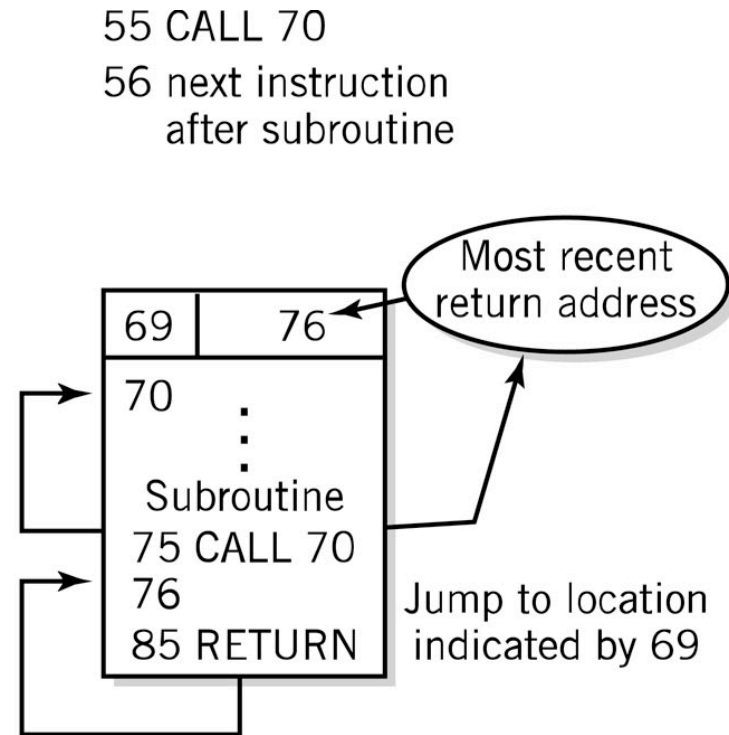 55 CALL 70
56 next instruction
after subroutine
Most recent
return address
69 76
70
Subroutine
75 CALL 70
76
85 RETURN
Jump to location
indicated by 69